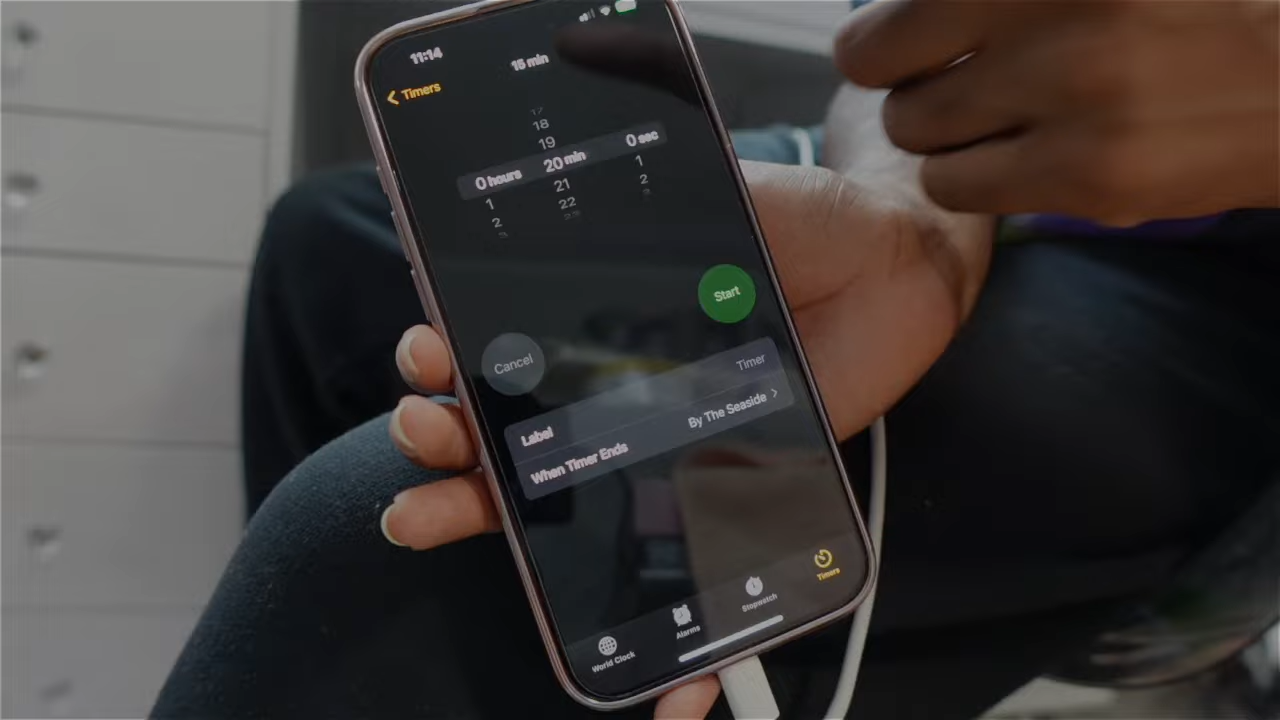 11:14
15 min
Timers
17
18
19
0 hours 20 min 0 sec
1 21 1
2 22 2
Start
Cancel
Label Timer
When Timer Ends By The Seaside
World Clock Alarms Stopwatch Timers